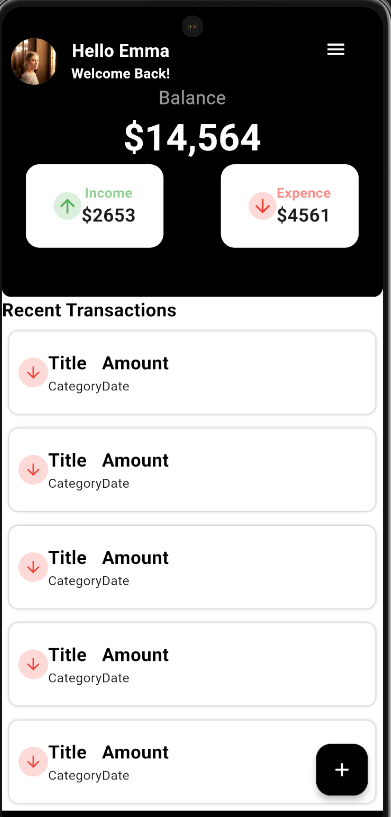 Hello Emma
Welcome Back!
Balance
$14,564
Income
$2653
Expence
$4561
Recent Transactions
Title Amount
CategoryDate
Title Amount
CategoryDate
Title Amount
CategoryDate
Title Amount
CategoryDate
Title Amount
CategoryDate